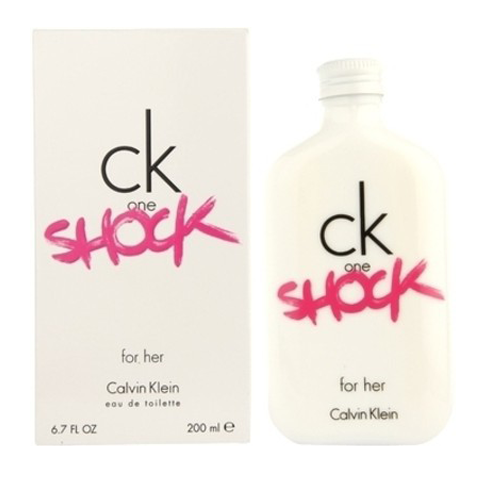 ck
one
SHOCK
for her
Calvin Klein
eau de toilette
6.7 FL OZ 200 ml ℮
ck
one
SHOCK
for her
Calvin Klein